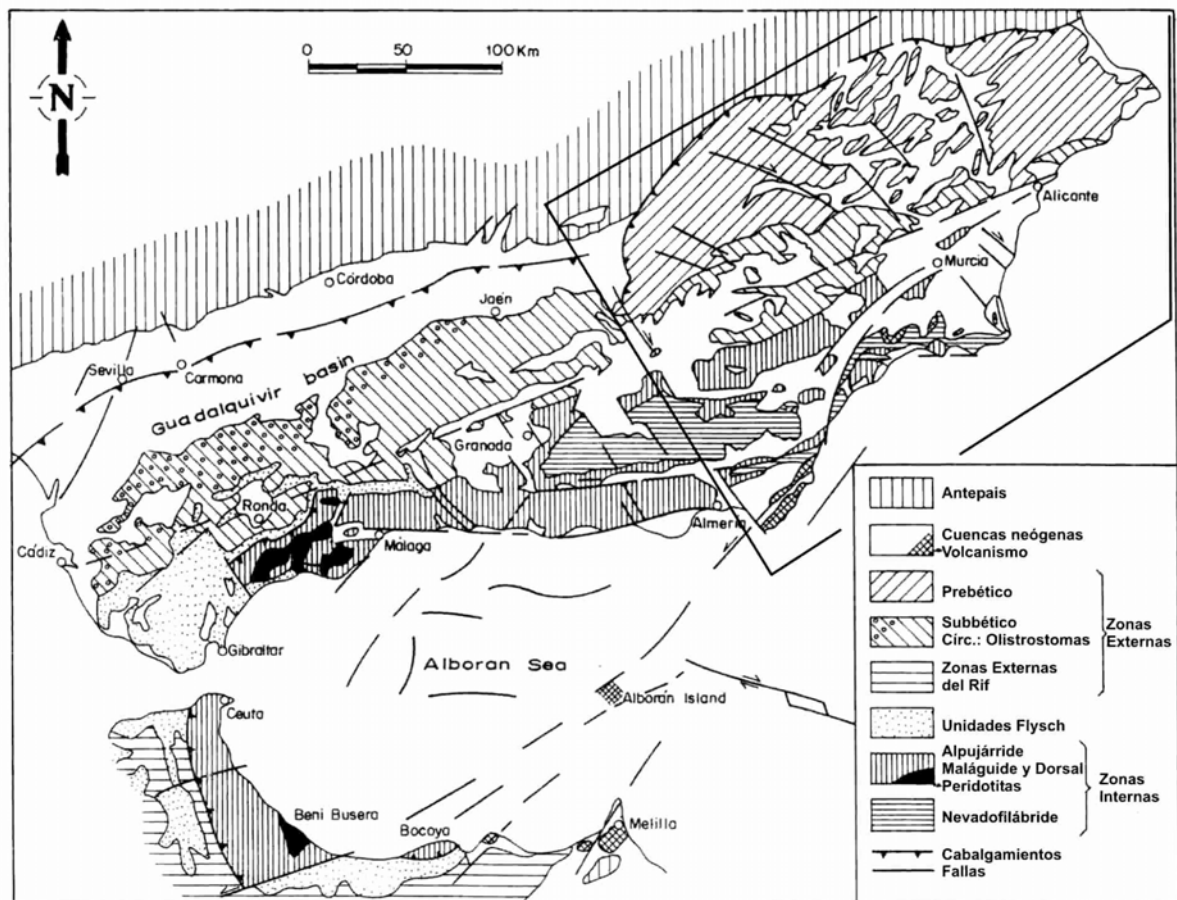 0 50 100 Km
N
Alicante
Murcia
Córdoba
Jaén
Sevilla
Carmona
Guadalquivir basin
Granada
Ronda
Almería
Málaga
Cádiz
Gibraltar
Alboran Sea
Alborán Island
Ceuta
Beni Busera
Bocoya
Melilla
Antepais
Cuencas neógenas
Volcanismo
Prebético
Subbético
Círc.: Olistrostomas
Zonas
Externas
Zonas Externas
del Rif
Unidades Flysch
Alpujárride
Maláguide y Dorsal
Peridotitas
Zonas
Internas
Nevadofilábride
Cabalgamientos
Fallas